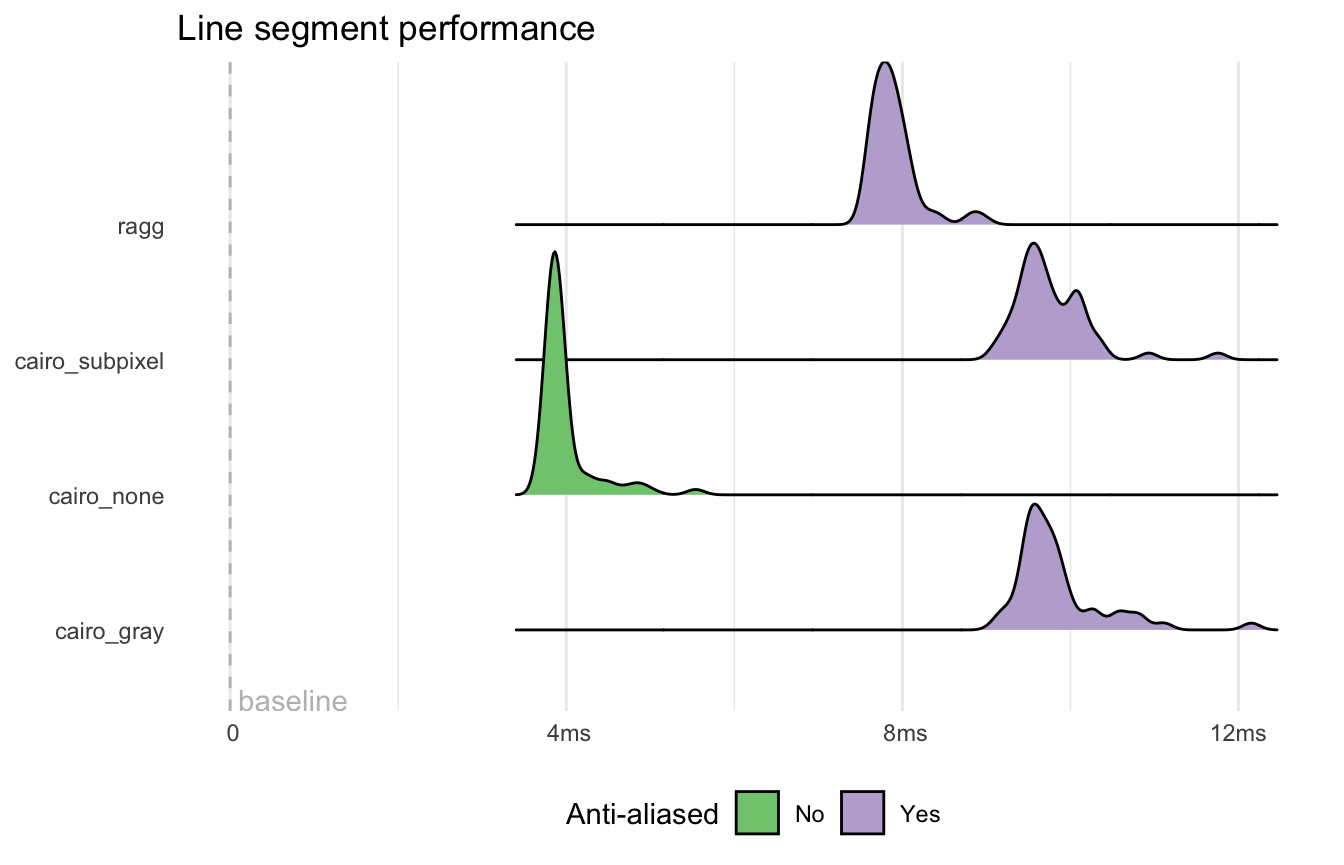 Line segment performance
ragg
cairo_subpixel
cairo_none
cairo_gray
baseline
0 4ms 8ms 12ms
Anti-aliased No Yes